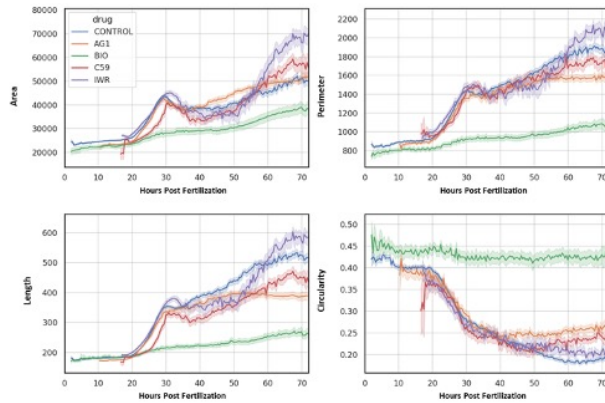 drug
CONTROL
AG1
BIO
C59
IWR
Area
80000
70000
60000
50000
40000
30000
20000
0 10 20 30 40 50 60 70
Hours Post Fertilization
Perimeter
2200
2000
1800
1600
1400
1200
1000
800
0 10 20 30 40 50 60 70
Hours Post Fertilization
Length
600
500
400
300
200
0 10 20 30 40 50 60 70
Hours Post Fertilization
Circularity
0.50
0.45
0.40
0.35
0.30
0.25
0.20
0 10 20 30 40 50 60 70
Hours Post Fertilization